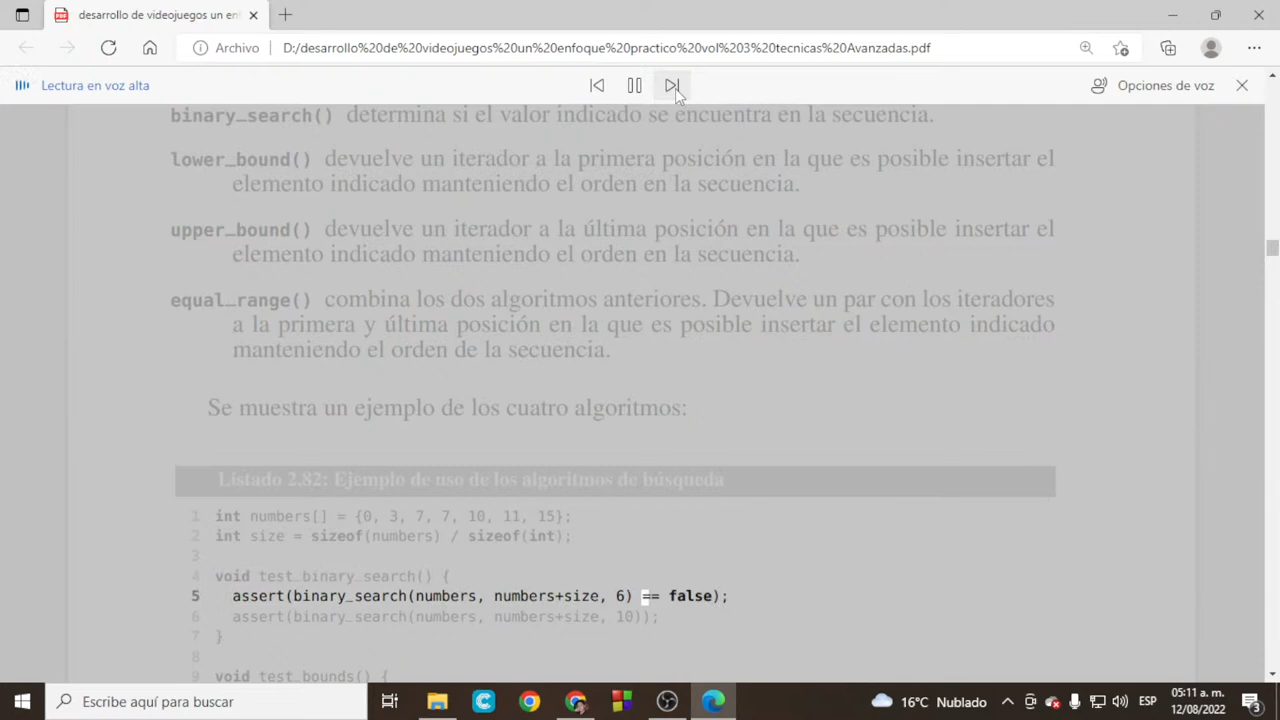 desarrollo de videojuegos un en
Archivo
D:/desarrollo%20de%20videojuegos%20un%20enfoque%20practico%20vol%203%20tecnicas%20Avanzadas.pdf
Lectura en voz alta
Opciones de voz
binary_search() determina si el valor indicado se encuentra en la secuencia.
lower_bound() devuelve un iterador a la primera posición en la que es posible insertar el
elemento indicado manteniendo el orden en la secuencia.
upper_bound() devuelve un iterador a la última posición en la que es posible insertar el
elemento indicado manteniendo el orden en la secuencia.
equal_range() combina los dos algoritmos anteriores. Devuelve un par con los iteradores
a la primera y última posición en la que es posible insertar el elemento indicado
manteniendo el orden de la secuencia.
Se muestra un ejemplo de los cuatro algoritmos:
Listado 2.82: Ejemplo de uso de los algoritmos de búsqueda
1 int numbers[] = {0, 3, 7, 7, 10, 11, 15};
2 int size = sizeof(numbers) / sizeof(int);
3
4 void test_binary_search() {
5 assert(binary_search(numbers, numbers+size, 6) == false);
6 assert(binary_search(numbers, numbers+size, 10));
7 }
8
9 void test_bounds() {
Escribe aquí para buscar
16°C Nublado
ESP
05:11 a. m.
12/08/2022
3